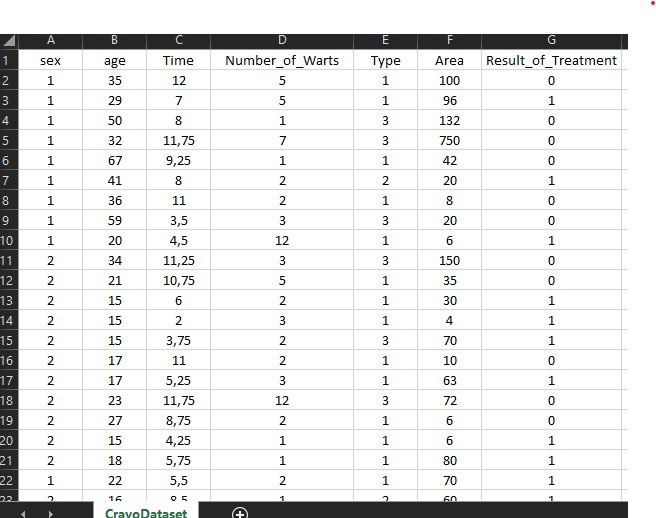 A B C D E F G
1 sex age Time Number_of_Warts Type Area Result_of_Treatment
2 1 35 12 5 1 100 0
3 1 29 7 5 1 96 1
4 1 50 8 1 3 132 0
5 1 32 11,75 7 3 750 0
6 1 67 9,25 1 1 42 0
7 1 41 8 2 2 20 1
8 1 36 11 2 1 8 0
9 1 59 3,5 3 3 20 0
10 1 20 4,5 12 1 6 1
11 2 34 11,25 3 3 150 0
12 2 21 10,75 5 1 35 0
13 2 15 6 2 1 30 1
14 2 15 2 3 1 4 1
15 2 15 3,75 2 3 70 1
16 2 17 11 2 1 10 0
17 2 17 5,25 3 1 63 1
18 2 23 11,75 12 3 72 0
19 2 27 8,75 2 1 6 0
20 2 15 4,25 1 1 6 1
21 2 18 5,75 1 1 80 1
22 1 22 5,5 2 1 70 1
23 2 16 8,5 1 2 60 1
CrayoDataset